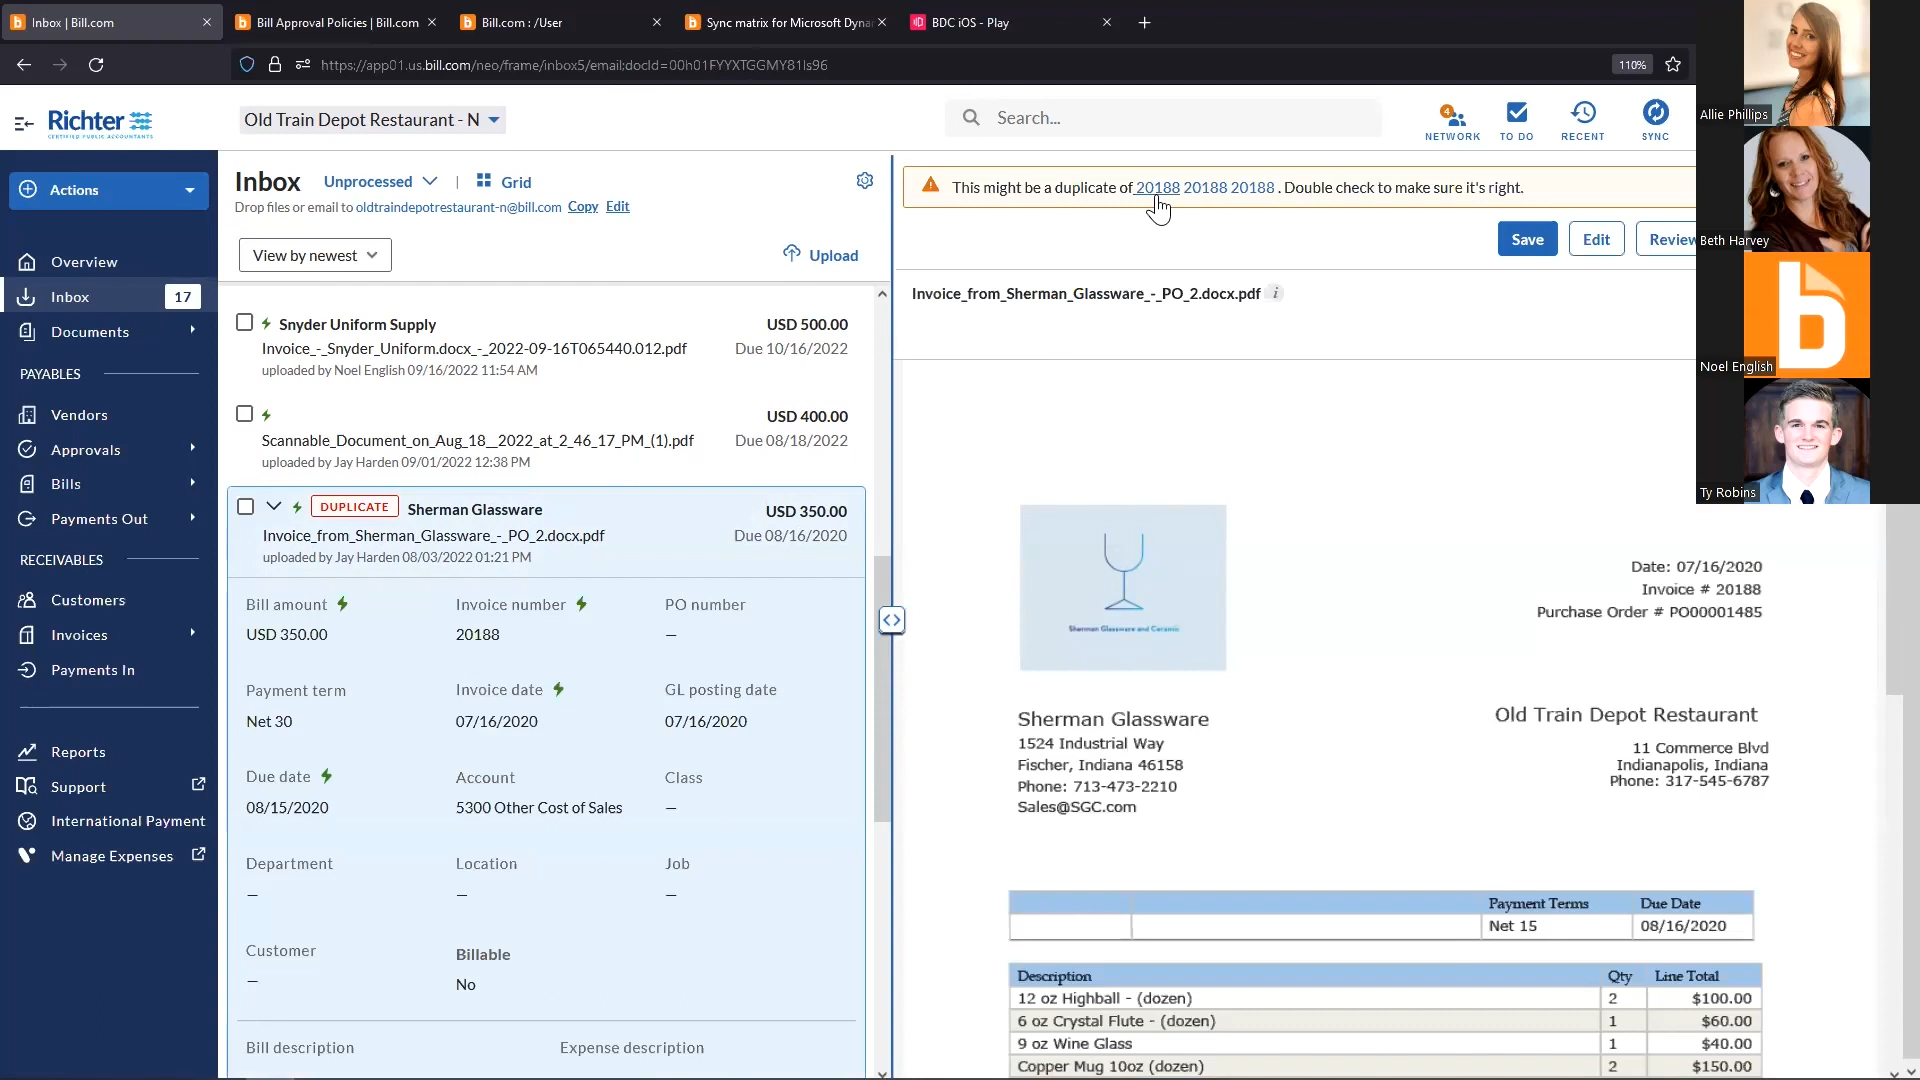 Inbox | Bill.com
Bill Approval Policies | Bill.com
Bill.com : /User
Sync matrix for Microsoft Dyna
BDC iOS - Play
https://app01.us.bill.com/neo/frame/inbox5/email;docId=00h01FYYXTGGMY81ls96
110%
Richter
CERTIFIED PUBLIC ACCOUNTANTS
Old Train Depot Restaurant - N
Search...
4
NETWORK
TO DO
RECENT
SYNC
Allie Phillips
Beth Harvey
Noel English
Ty Robins
Actions
Overview
Inbox
17
Documents
PAYABLES
Vendors
Approvals
Bills
Payments Out
RECEIVABLES
Customers
Invoices
Payments In
Reports
Support
International Payment
Manage Expenses
Inbox
Unprocessed
Grid
Drop files or email to oldtraindepotrestaurant-n@bill.com Copy Edit
View by newest
Upload
Snyder Uniform Supply
USD 500.00
Invoice_-_Snyder_Uniform.docx_-_2022-09-16T065440.012.pdf
Due 10/16/2022
uploaded by Noel English 09/16/2022 11:54 AM
USD 400.00
Scannable_Document_on_Aug_18__2022_at_2_46_17_PM_(1).pdf
Due 08/18/2022
uploaded by Jay Harden 09/01/2022 12:38 PM
DUPLICATE
Sherman Glassware
USD 350.00
Invoice_from_Sherman_Glassware_-_PO_2.docx.pdf
Due 08/16/2020
uploaded by Jay Harden 08/03/2022 01:21 PM
Bill amount
Invoice number
PO number
USD 350.00
20188
—
Payment term
Invoice date
GL posting date
Net 30
07/16/2020
07/16/2020
Due date
Account
Class
08/15/2020
5300 Other Cost of Sales
—
Department
Location
Job
—
—
—
Customer
Billable
—
No
Bill description
Expense description
This might be a duplicate of 20188 20188 20188 . Double check to make sure it's right.
Save
Edit
Review
Invoice_from_Sherman_Glassware_-_PO_2.docx.pdf
i
Sherman Glassware and Ceramic
Date: 07/16/2020
Invoice # 20188
Purchase Order # PO00001485
Sherman Glassware
1524 Industrial Way
Fischer, Indiana 46158
Phone: 713-473-2210
Sales@SGC.com
Old Train Depot Restaurant
11 Commerce Blvd
Indianapolis, Indiana
Phone: 317-545-6787
Payment Terms
Due Date
Net 15
08/16/2020
Description
Qty
Line Total
12 oz Highball - (dozen)
2
$100.00
6 oz Crystal Flute - (dozen)
1
$60.00
9 oz Wine Glass
1
$40.00
Copper Mug 10oz (dozen)
2
$150.00